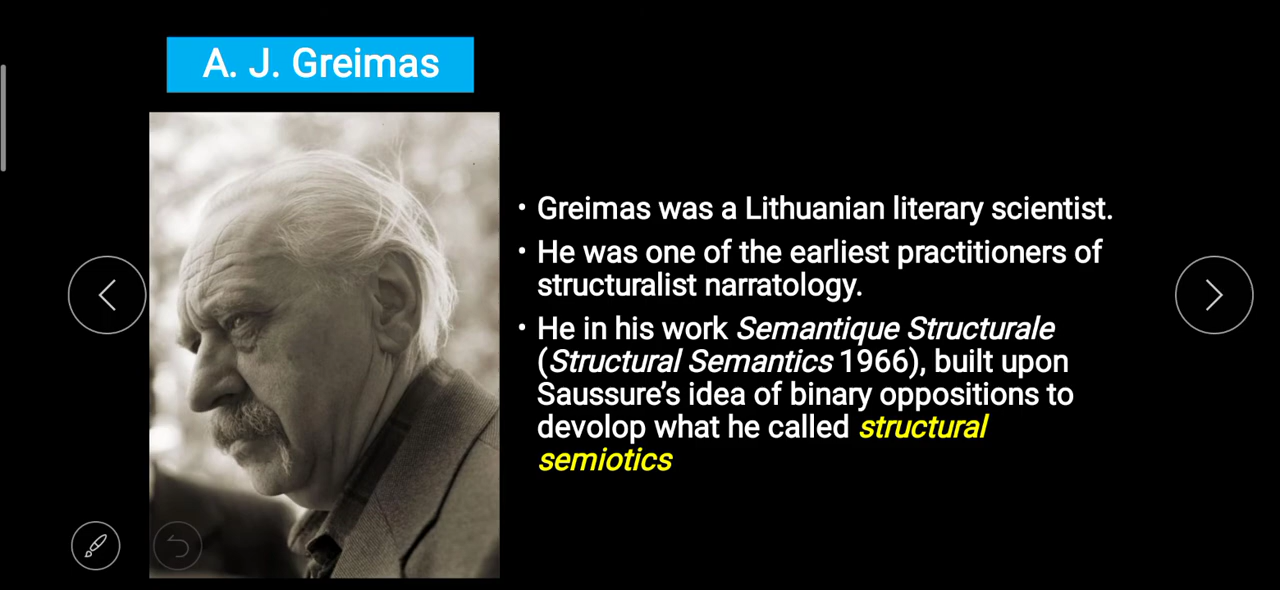 A. J. Greimas
• Greimas was a Lithuanian literary scientist.
• He was one of the earliest practitioners of
structuralist narratology.
• He in his work Semantique Structurale
(Structural Semantics 1966), built upon
Saussure’s idea of binary oppositions to
devolop what he called structural
semiotics